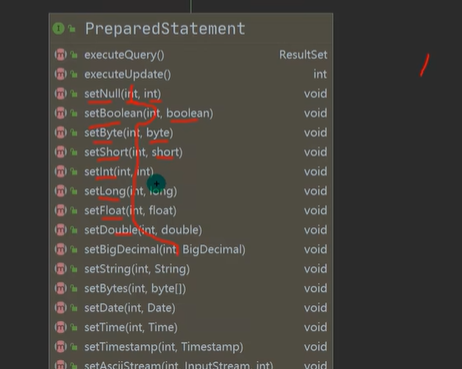 PreparedStatement
executeQuery() ResultSet
executeUpdate() int
setNull(int, int) void
setBoolean(int, boolean) void
setByte(int, byte) void
setShort(int, short) void
setInt(int, int) void
setLong(int, long) void
setFloat(int, float) void
setDouble(int, double) void
setBigDecimal(int, BigDecimal) void
setString(int, String) void
setBytes(int, byte[]) void
setDate(int, Date) void
setTime(int, Time) void
setTimestamp(int, Timestamp) void
setAsciiStream(int, InputStream, int) void